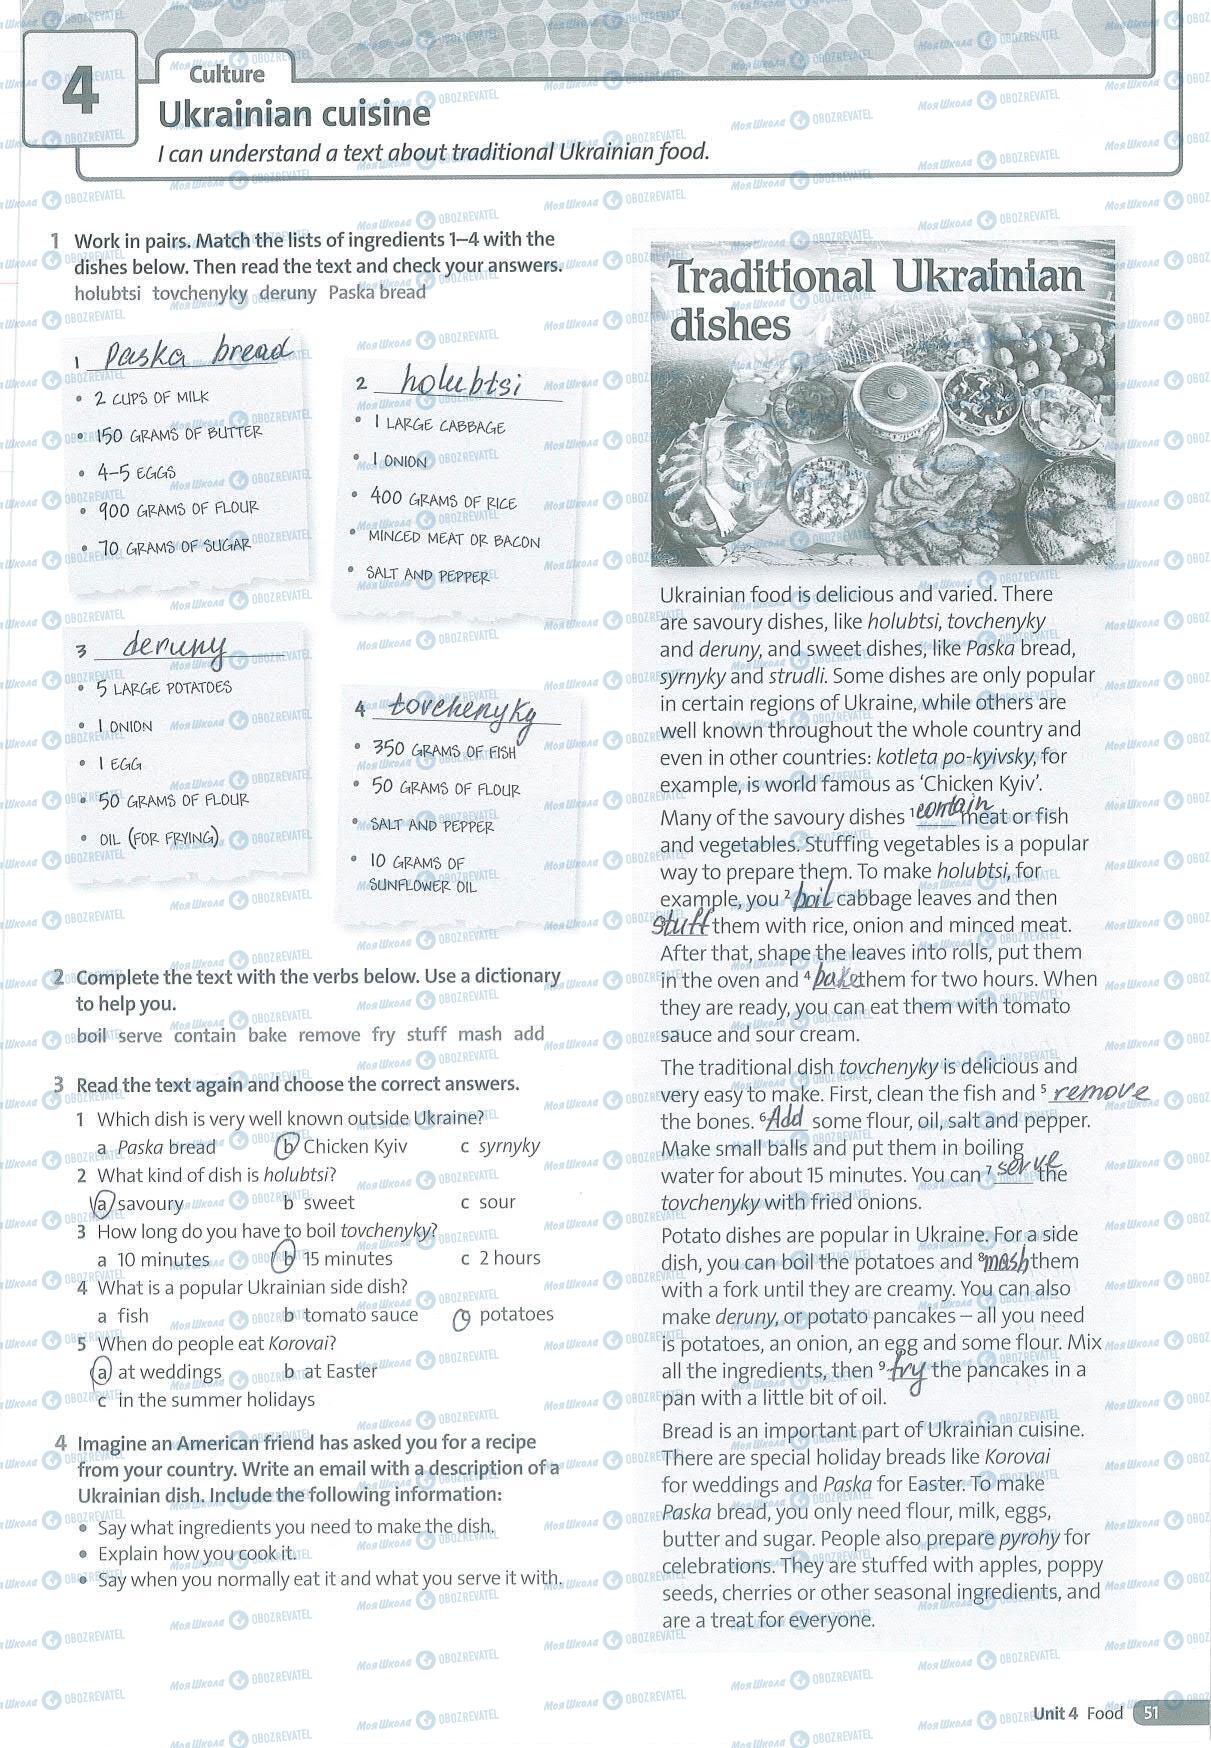 4
Culture
Ukrainian cuisine
I can understand a text about traditional Ukrainian food.
1 Work in pairs. Match the lists of ingredients 1–4 with the
dishes below. Then read the text and check your answers.
holubtsi tovchenyky deruny Paska bread
1 Paska bread
• 2 CUPS OF MILK
• 150 GRAMS OF BUTTER
• 4–5 EGGS
• 900 GRAMS OF FLOUR
• 70 GRAMS OF SUGAR
2 holubtsi
• 1 LARGE CABBAGE
• 1 ONION
• 400 GRAMS OF RICE
• MINCED MEAT OR BACON
• SALT AND PEPPER
3 deruny
• 5 LARGE POTATOES
• 1 ONION
• 1 EGG
• 50 GRAMS OF FLOUR
• OIL (FOR FRYING)
4 tovchenyky
• 350 GRAMS OF FISH
• 50 GRAMS OF FLOUR
• SALT AND PEPPER
• 10 GRAMS OF
SUNFLOWER OIL
2 Complete the text with the verbs below. Use a dictionary
to help you.
boil serve contain bake remove fry stuff mash add
3 Read the text again and choose the correct answers.
1 Which dish is very well known outside Ukraine?
a Paska bread b Chicken Kyiv c syrnyky
2 What kind of dish is holubtsi?
a savoury b sweet c sour
3 How long do you have to boil tovchenyky?
a 10 minutes b 15 minutes c 2 hours
4 What is a popular Ukrainian side dish?
a fish b tomato sauce c potatoes
5 When do people eat Korovai?
a at weddings b at Easter
c in the summer holidays
4 Imagine an American friend has asked you for a recipe
from your country. Write an email with a description of a
Ukrainian dish. Include the following information:
• Say what ingredients you need to make the dish.
• Explain how you cook it.
• Say when you normally eat it and what you serve it with.
Traditional Ukrainian
dishes
Ukrainian food is delicious and varied. There
are savoury dishes, like holubtsi, tovchenyky
and deruny, and sweet dishes, like Paska bread,
syrnyky and strudli. Some dishes are only popular
in certain regions of Ukraine, while others are
well known throughout the whole country and
even in other countries: kotleta po-kyivsky, for
example, is world famous as ‘Chicken Kyiv’.
Many of the savoury dishes 1 contain meat or fish
and vegetables. Stuffing vegetables is a popular
way to prepare them. To make holubtsi, for
example, you 2 boil cabbage leaves and then
stuff them with rice, onion and minced meat.
After that, shape the leaves into rolls, put them
in the oven and 4 bake them for two hours. When
they are ready, you can eat them with tomato
sauce and sour cream.
The traditional dish tovchenyky is delicious and
very easy to make. First, clean the fish and 5 remove
the bones. 6 Add some flour, oil, salt and pepper.
Make small balls and put them in boiling
water for about 15 minutes. You can 7 serve the
tovchenyky with fried onions.
Potato dishes are popular in Ukraine. For a side
dish, you can boil the potatoes and 8 mash them
with a fork until they are creamy. You can also
make deruny, or potato pancakes – all you need
is potatoes, an onion, an egg and some flour. Mix
all the ingredients, then 9 fry the pancakes in a
pan with a little bit of oil.
Bread is an important part of Ukrainian cuisine.
There are special holiday breads like Korovai
for weddings and Paska for Easter. To make
Paska bread, you only need flour, milk, eggs,
butter and sugar. People also prepare pyrohy for
celebrations. They are stuffed with apples, poppy
seeds, cherries or other seasonal ingredients, and
are a treat for everyone.
Unit 4 Food 51
МояШкола OBOZREVATEL